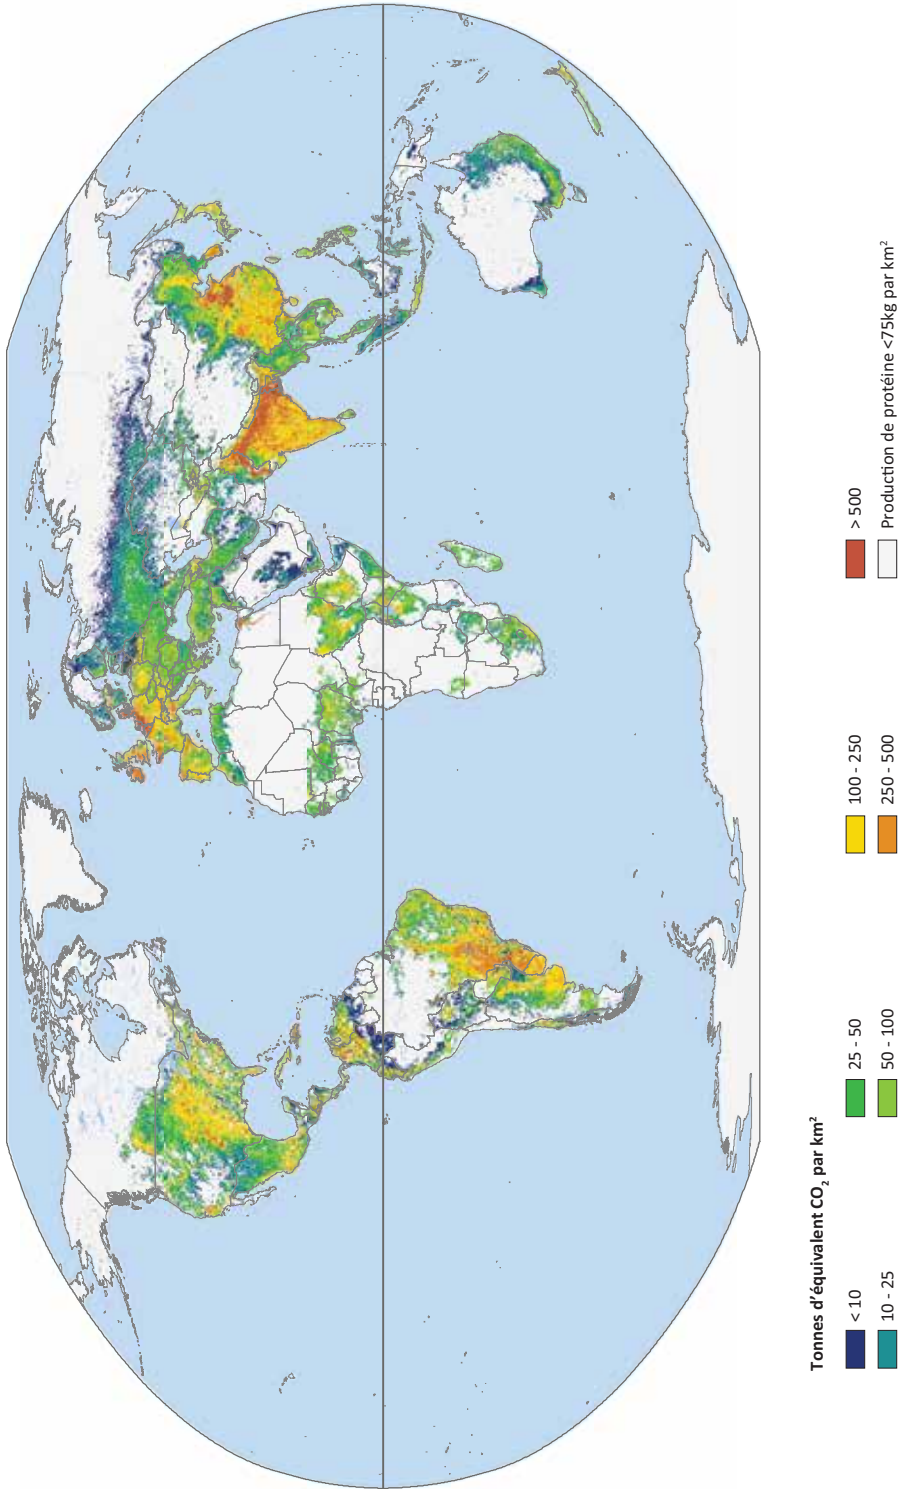 Tonnes d'équivalent CO2 par km²
< 10
25 - 50
100 - 250
> 500
10 - 25
50 - 100
250 - 500
Production de protéine <75kg par km²